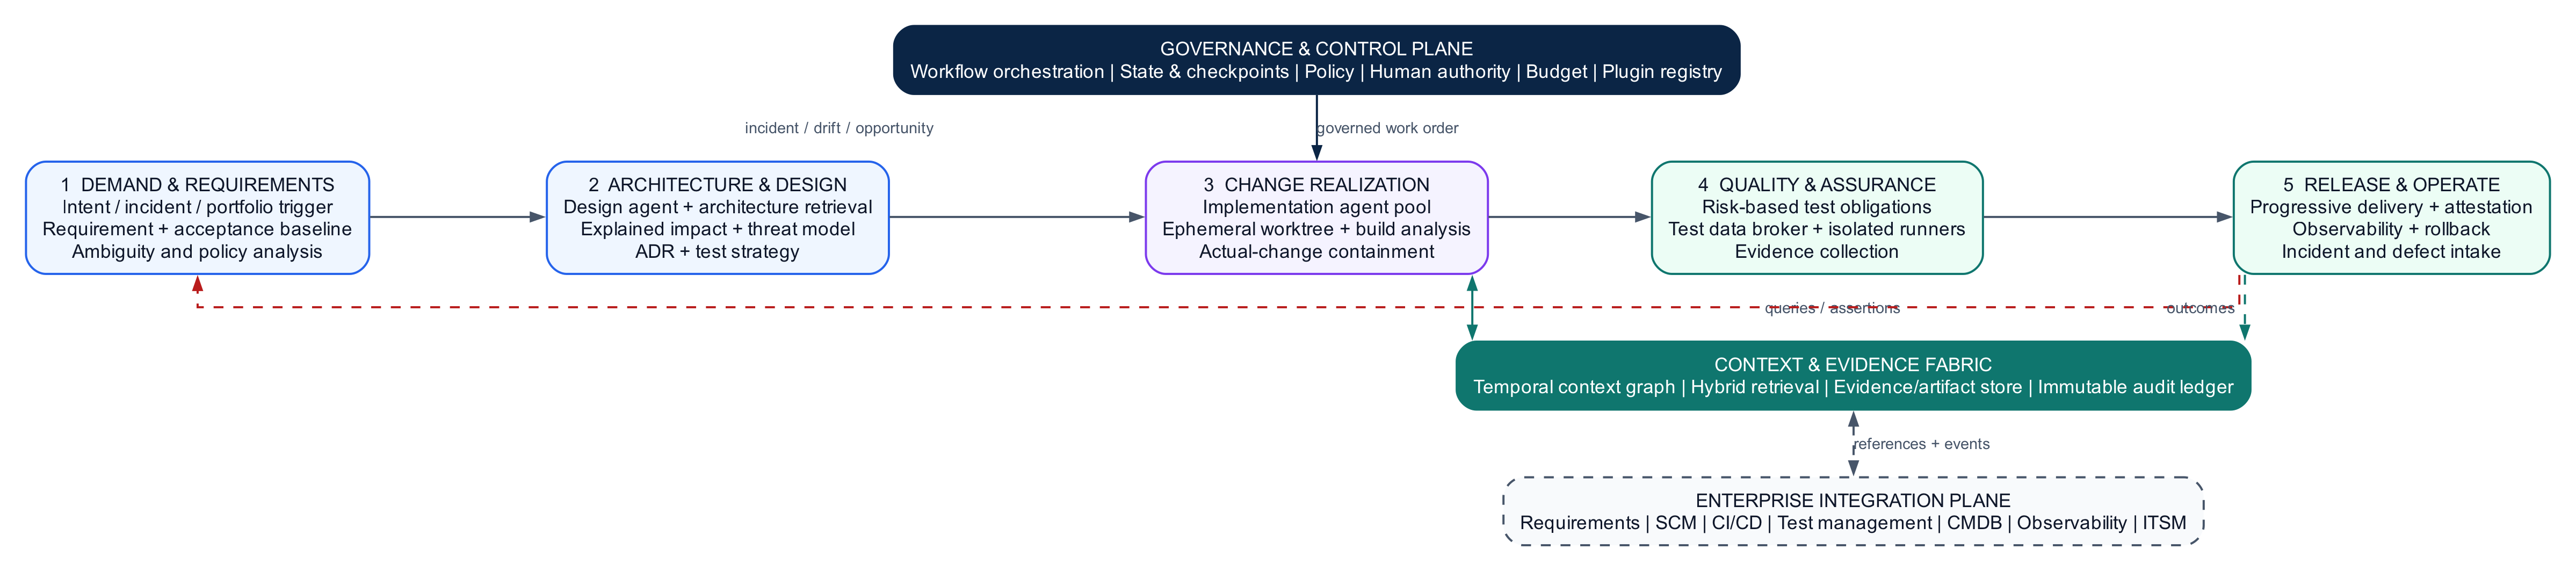 GOVERNANCE & CONTROL PLANE
Workflow orchestration | State & checkpoints | Policy | Human authority | Budget | Plugin registry
incident / drift / opportunity
governed work order
1 DEMAND & REQUIREMENTS
Intent / incident / portfolio trigger
Requirement + acceptance baseline
Ambiguity and policy analysis
2 ARCHITECTURE & DESIGN
Design agent + architecture retrieval
Explained impact + threat model
ADR + test strategy
3 CHANGE REALIZATION
Implementation agent pool
Ephemeral worktree + build analysis
Actual-change containment
4 QUALITY & ASSURANCE
Risk-based test obligations
Test data broker + isolated runners
Evidence collection
5 RELEASE & OPERATE
Progressive delivery + attestation
Observability + rollback
Incident and defect intake
queries / assertions
outcomes
CONTEXT & EVIDENCE FABRIC
Temporal context graph | Hybrid retrieval | Evidence/artifact store | Immutable audit ledger
references + events
ENTERPRISE INTEGRATION PLANE
Requirements | SCM | CI/CD | Test management | CMDB | Observability | ITSM